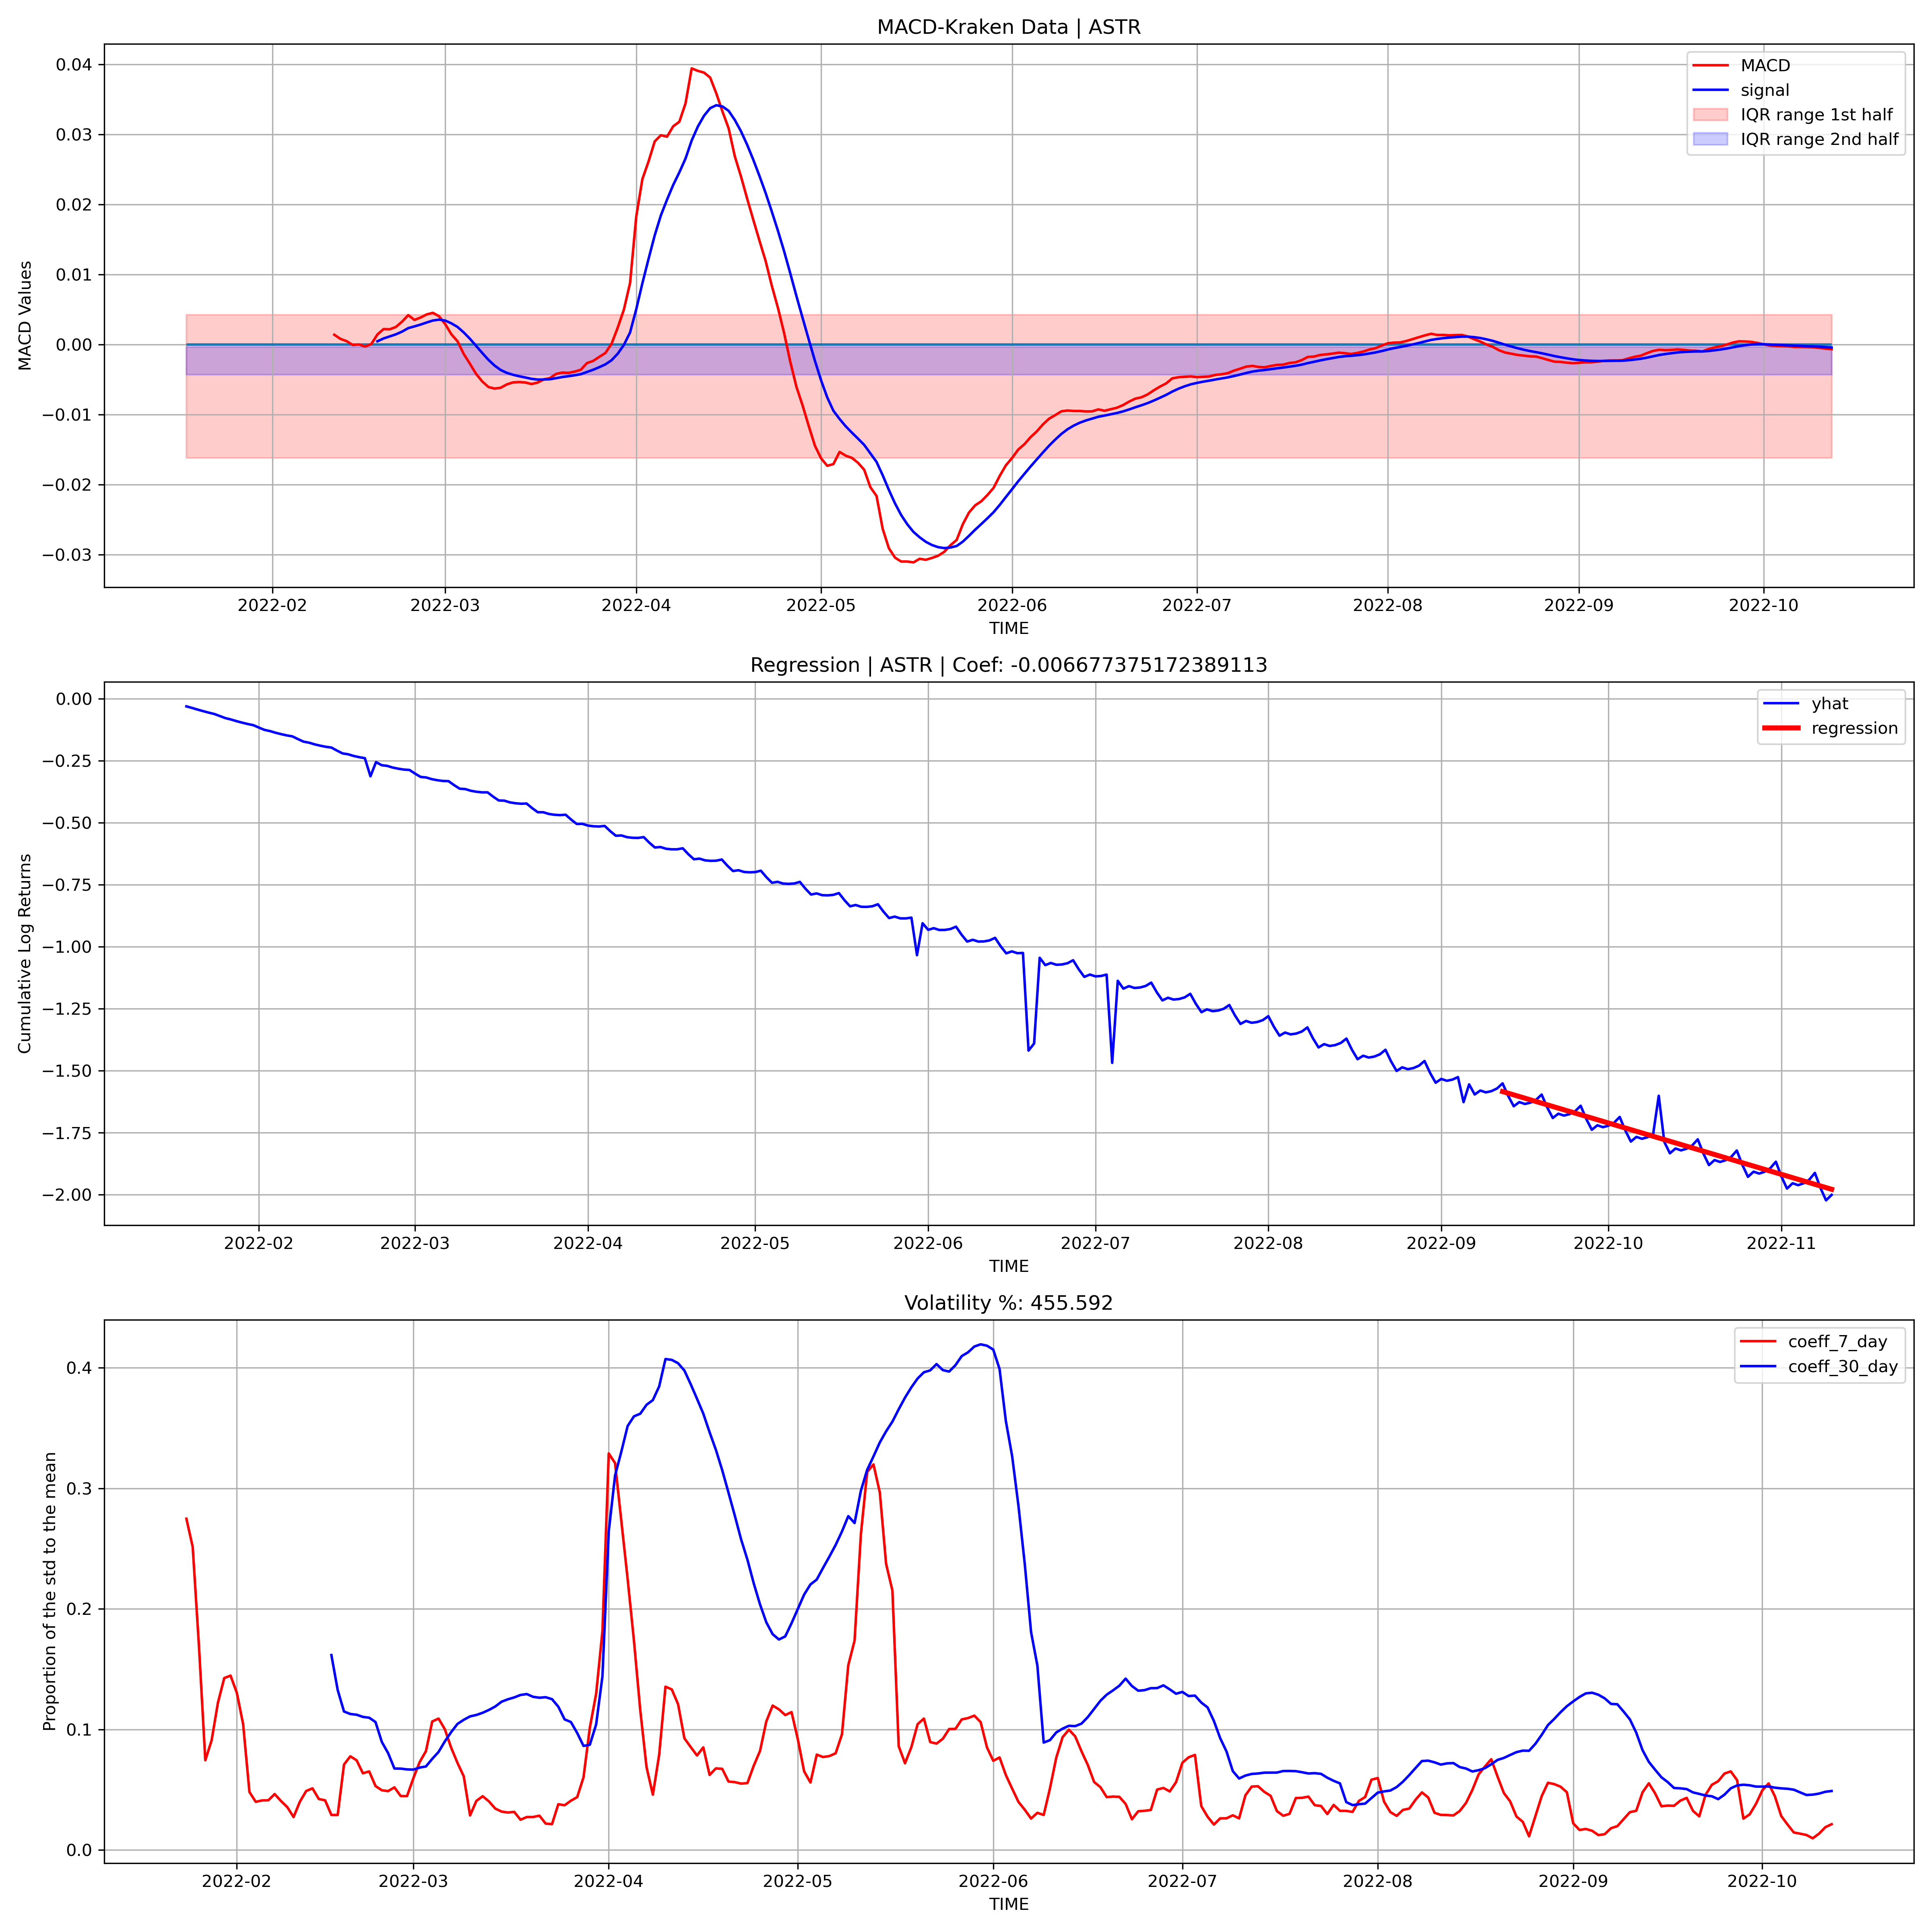 MACD-Kraken Data | ASTR
MACD Values
0.04
0.03
0.02
0.01
0.00
−0.01
−0.02
−0.03
MACD
signal
IQR range 1st half
IQR range 2nd half
2022-02 2022-03 2022-04 2022-05 2022-06 2022-07 2022-08 2022-09 2022-10
TIME
Regression | ASTR | Coef: -0.006677375172389113
Cumulative Log Returns
0.00
−0.25
−0.50
−0.75
−1.00
−1.25
−1.50
−1.75
−2.00
yhat
regression
2022-02 2022-03 2022-04 2022-05 2022-06 2022-07 2022-08 2022-09 2022-10 2022-11
TIME
Volatility %: 455.592
Proportion of the std to the mean
0.4
0.3
0.2
0.1
0.0
coeff_7_day
coeff_30_day
2022-02 2022-03 2022-04 2022-05 2022-06 2022-07 2022-08 2022-09 2022-10
TIME